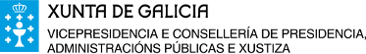 XUNTA DE GALICIA
VICEPRESIDENCIA E CONSELLERÍA DE PRESIDENCIA,
ADMINISTRACIÓNS PÚBLICAS E XUSTIZA